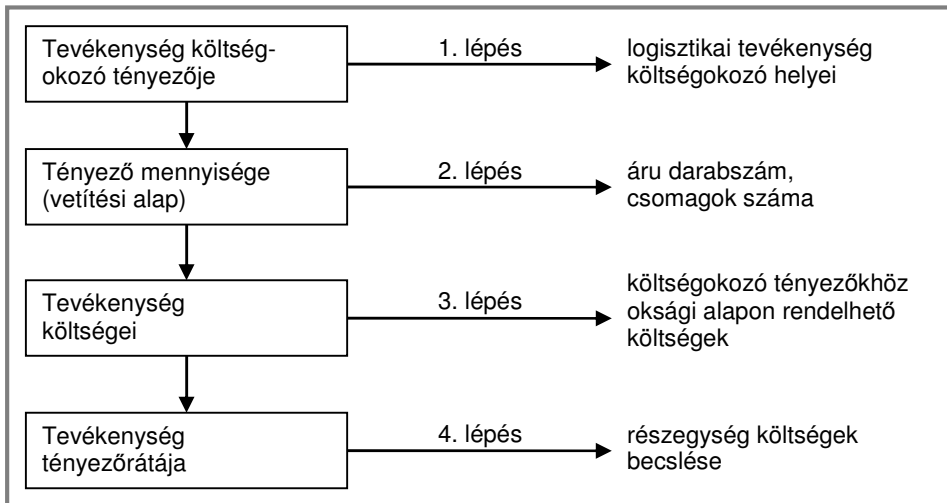 Tevékenység költség-
okozó tényezője
1. lépés
logisztikai tevékenység
költségokozó helyei
Tényező mennyisége
(vetítési alap)
2. lépés
áru darabszám,
csomagok száma
Tevékenység
költségei
3. lépés
költségokozó tényezőkhöz
oksági alapon rendelhető
költségek
Tevékenység
tényezőrátája
4. lépés
részegység költségek
becslése